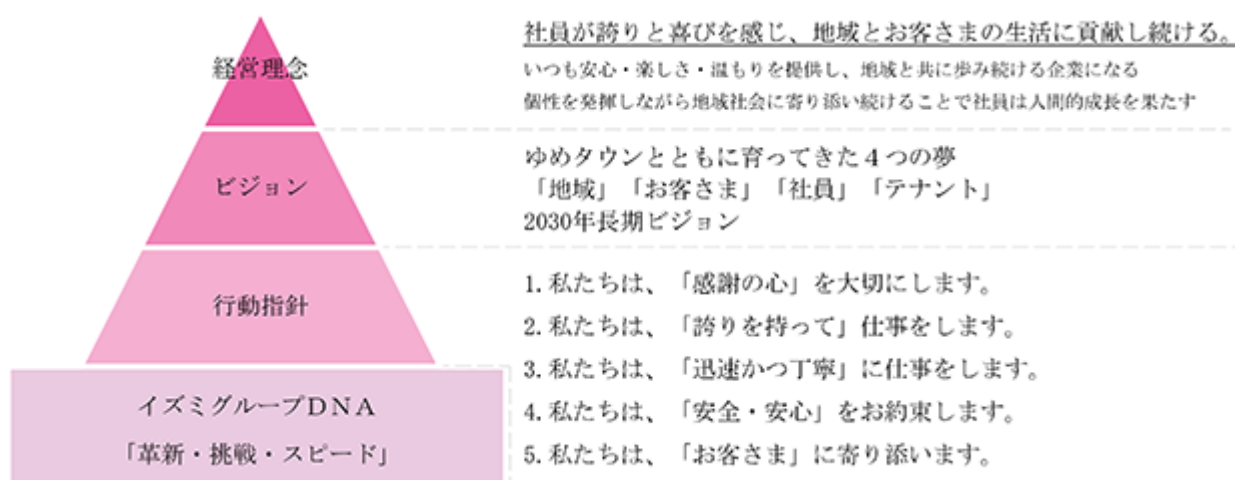 経営理念
社員が誇りと喜びを感じ、地域とお客さまの生活に貢献し続ける。
いつも安心・楽しさ・温もりを提供し、地域と共に歩み続ける企業になる
個性を発揮しながら地域社会に寄り添い続けることで社員は人間的成長を果たす
ビジョン
ゆめタウンとともに育ってきた４つの夢
「地域」「お客さま」「社員」「テナント」
2030年長期ビジョン
行動指針
1. 私たちは、「感謝の心」を大切にします。
2. 私たちは、「誇りを持って」仕事をします。
3. 私たちは、「迅速かつ丁寧」に仕事をします。
4. 私たちは、「安全・安心」をお約束します。
5. 私たちは、「お客さま」に寄り添います。
イズミグループＤＮＡ
「革新・挑戦・スピード」